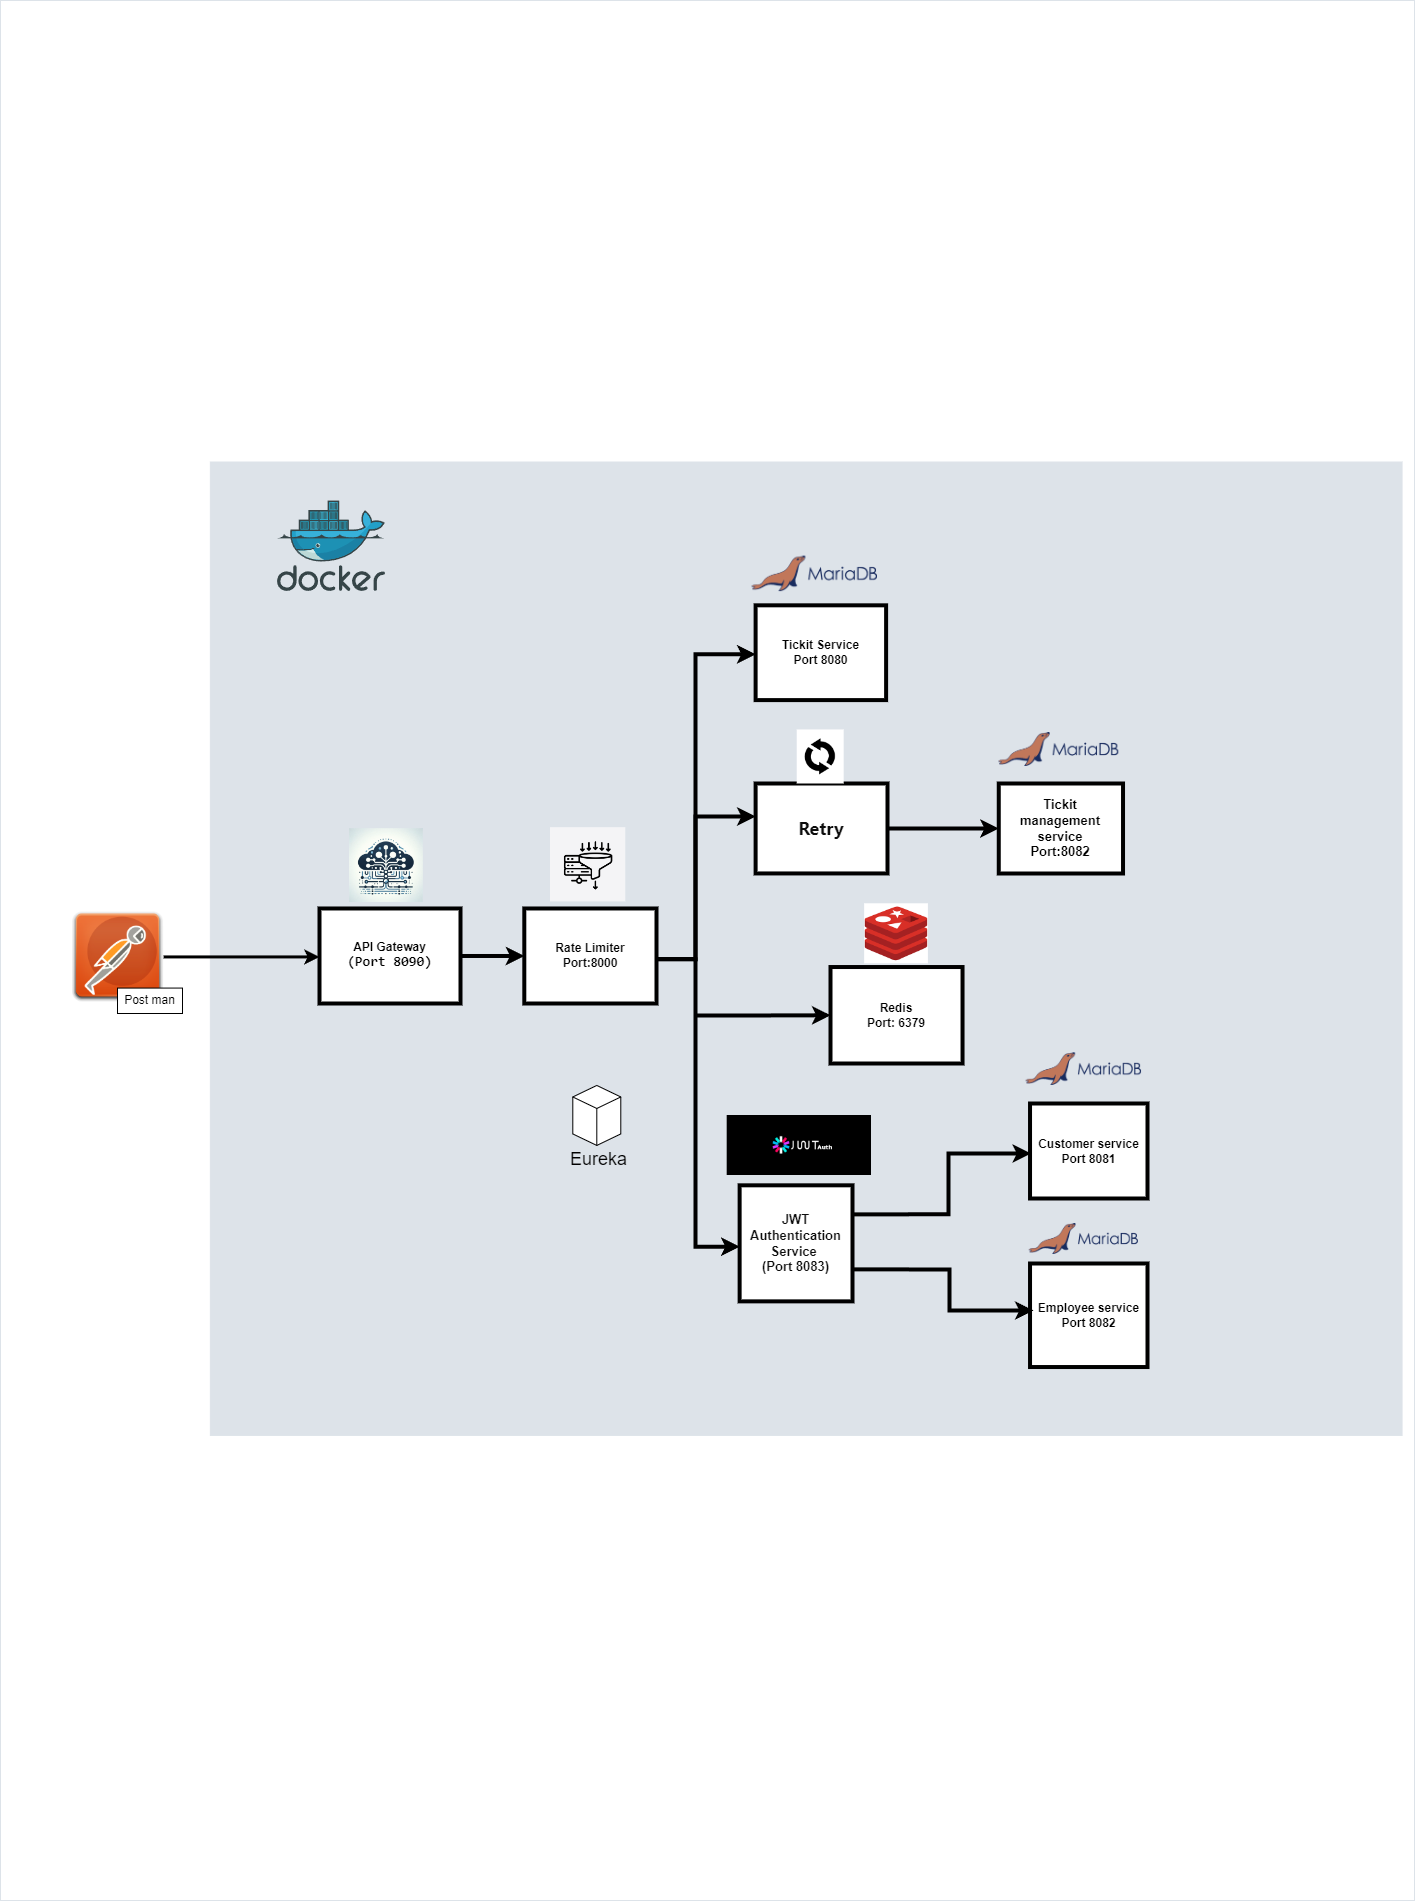 docker
MariaDB
Tickit Service
Port 8080
MariaDB
Retry
Tickit
management
service
Port:8082
API Gateway
(Port 8090)
Rate Limiter
Port:8000
Post man
Redis
Port: 6379
MariaDB
Eureka
JWT Auth
Customer service
Port 8081
JWT
Authentication
Service
(Port 8083)
MariaDB
Employee service
Port 8082